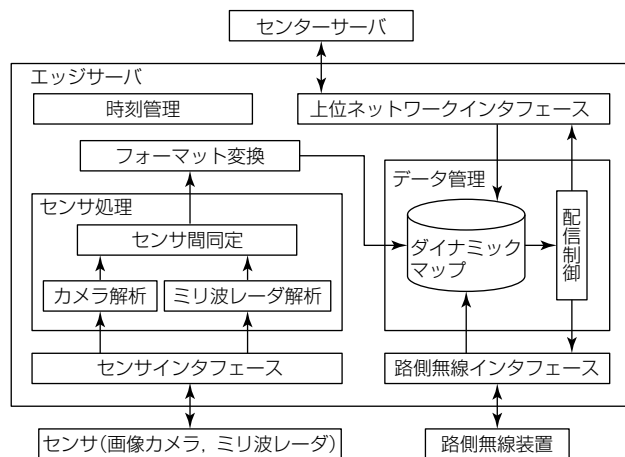 センターサーバ
エッジサーバ
時刻管理
上位ネットワークインタフェース
フォーマット変換
データ管理
センサ処理
センサ間同定
ダイナミック
マップ
配信制御
カメラ解析
ミリ波レーダ解析
センサインタフェース
路側無線インタフェース
センサ(画像カメラ, ミリ波レーダ)
路側無線装置